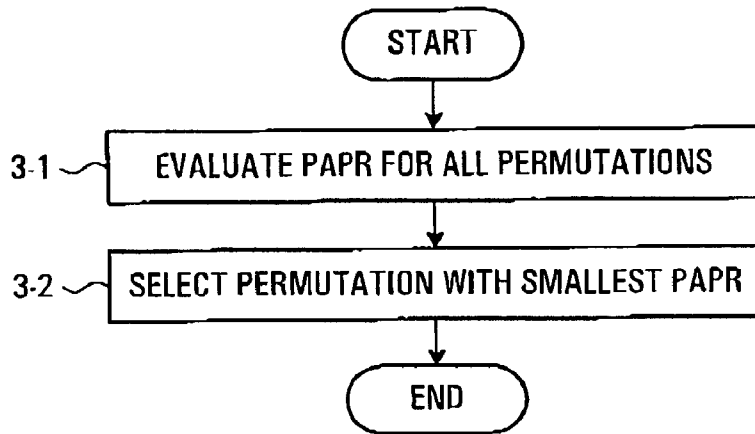 START
3-1 EVALUATE PAPR FOR ALL PERMUTATIONS
3-2 SELECT PERMUTATION WITH SMALLEST PAPR
END